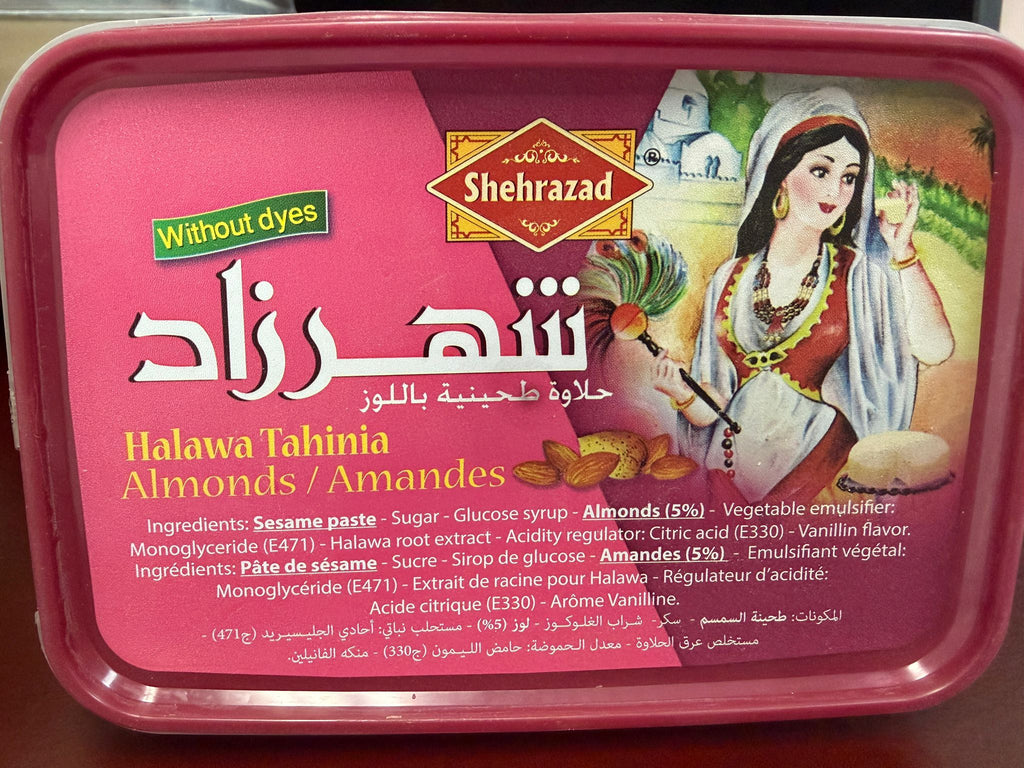 Shehrazad ®
Without dyes
شهرزاد
حلاوة طحينية باللوز
Halawa Tahinia
Almonds / Amandes
Ingredients: Sesame paste - Sugar - Glucose syrup - Almonds (5%) - Vegetable emulsifier:
Monoglyceride (E471) - Halawa root extract - Acidity regulator: Citric acid (E330) - Vanillin flavor.
Ingrédients: Pâte de sésame - Sucre - Sirop de glucose - Amandes (5%) - Emulsifiant végétal:
Monoglycéride (E471) - Extrait de racine pour Halawa - Régulateur d’acidité:
Acide citrique (E330) - Arôme Vanilline.
المكونات: طحينة السمسم - سكر- شراب الغلوكوز - لوز (5%) - مستحلب نباتي: أحادي الجليسيريد (ج471) -
مستخلص عرق الحلاوة - معدل الحموضة: حامض الليمون (ج330) - منكه الفانيلين.